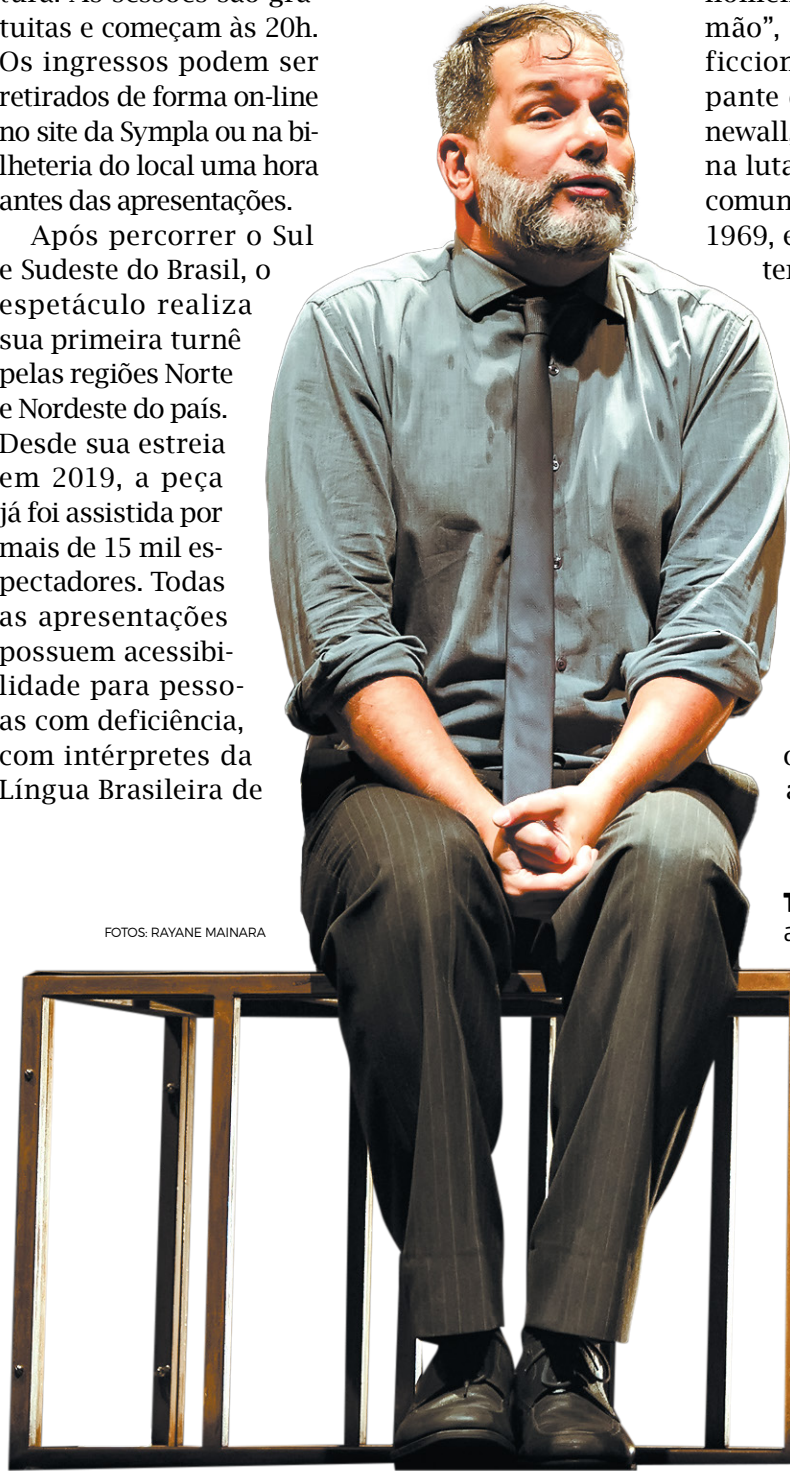 tuitas e começam às 20h.
Os ingressos podem ser
retirados de forma on-line
no site da Sympla ou na bi-
lheteria do local uma hora
antes das apresentações.
Após percorrer o Sul
e Sudeste do Brasil, o
espetáculo realiza
sua primeira turnê
pelas regiões Norte
e Nordeste do país.
Desde sua estreia
em 2019, a peça
já foi assistida por
mais de 15 mil es-
pectadores. Todas
as apresentações
possuem acessibi-
lidade para pesso-
as com deficiência,
com intérpretes da
Língua Brasileira de
FOTOS: RAYANE MAINARA
mão”,
ficcion
pante
newall,
na luta
comun
1969, e
ter